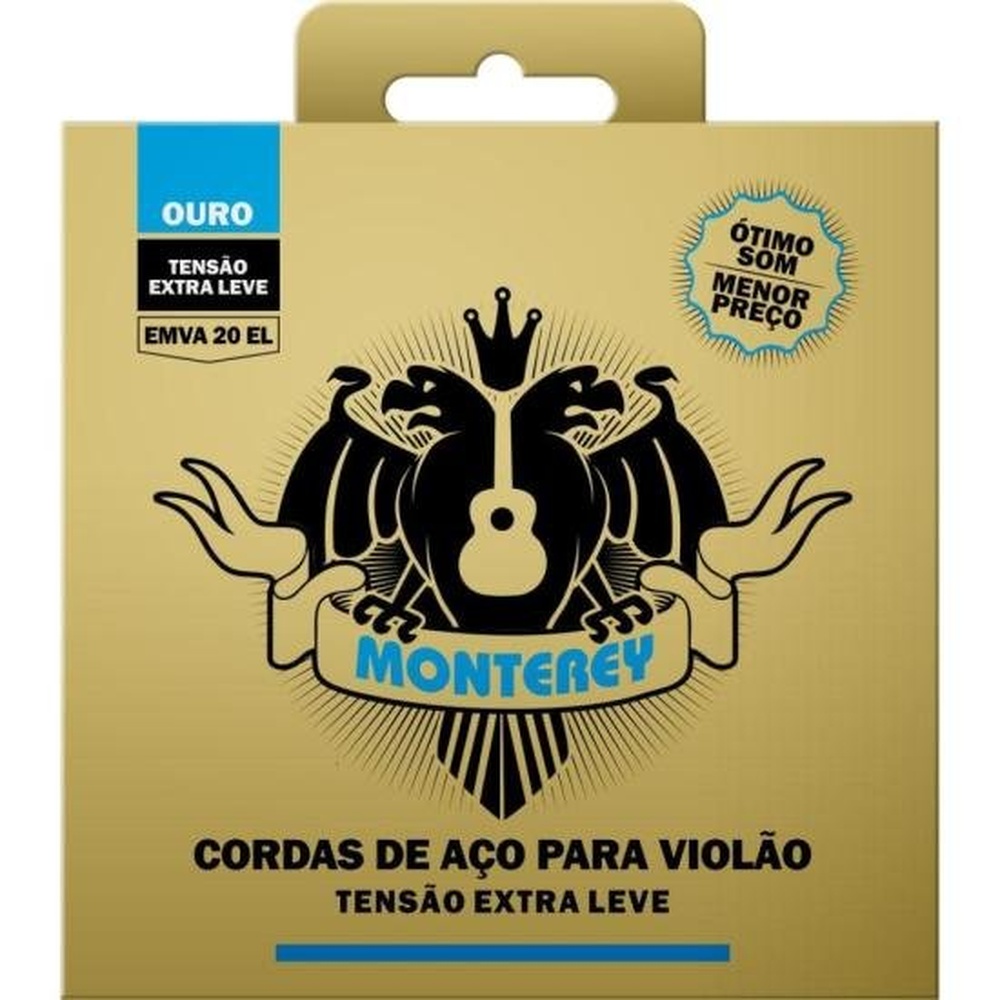 OURO
TENSÃO
EXTRA LEVE
EMVA 20 EL
ÓTIMO
SOM
MENOR
PREÇO
MONTEREY
CORDAS DE AÇO PARA VIOLÃO
TENSÃO EXTRA LEVE